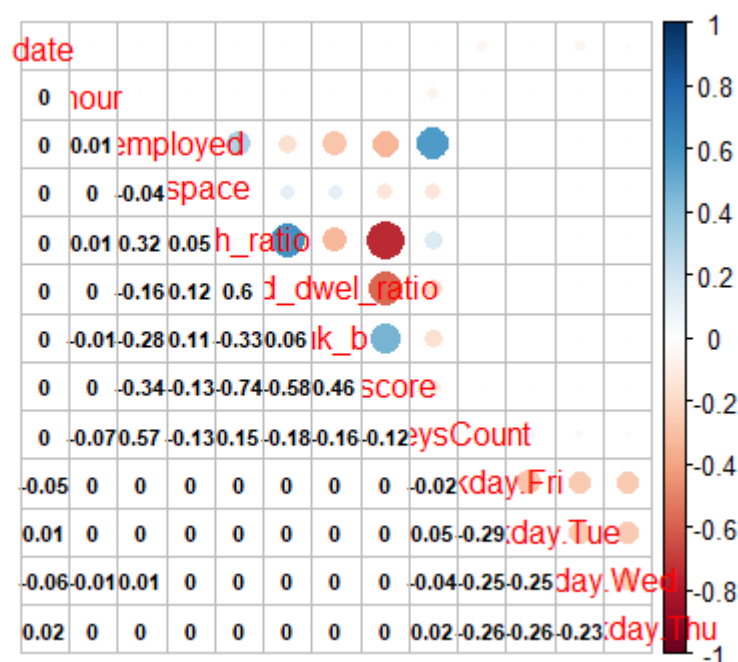 1
date
0.8
0 hour
0.6
0 0.01 employed
0 0 -0.04 space
0.4
0 0.01 0.32 0.05 h_ratio
0.2
0 0 -0.16 0.12 0.6 d_dwel_ratio
0
0 -0.01 -0.28 0.11 -0.33 0.06 uk_b
0 0 -0.34 -0.13 -0.74 -0.58 0.46 score
-0.2
0 -0.07 0.57 -0.13 0.15 -0.18 -0.16 -0.12 eysCount
-0.4
-0.05 0 0 0 0 0 0 0 -0.02 kday.Fri
0.01 0 0 0 0 0 0 0 0.05 -0.29 kday.Tue
-0.6
-0.06 -0.01 0.01 0 0 0 0 0 -0.04 -0.25 -0.25 day.Wed
-0.8
0.02 0 0 0 0 0 0 0 0.02 -0.26 -0.26 -0.23 kday.Thu
-1